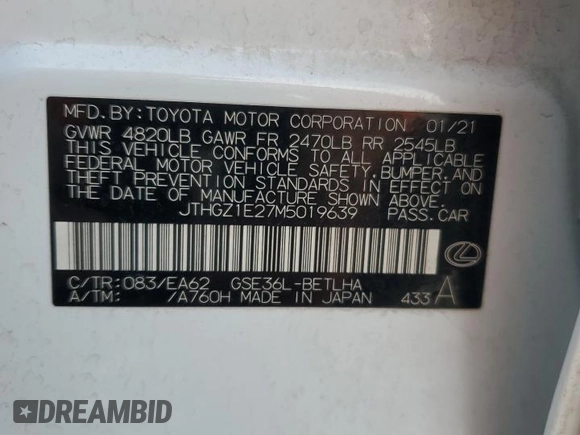 MFD. BY: TOYOTA MOTOR CORPORATION 01/21
GVWR 4820LB GAWR FR 2470LB RR 2545LB
THIS VEHICLE CONFORMS TO ALL APPLICABLE
FEDERAL MOTOR VEHICLE SAFETY, BUMPER, AND
THEFT PREVENTION STANDARDS IN EFFECT ON
THE DATE OF MANUFACTURE SHOWN ABOVE.
JTHGZ1E27M5019639 PASS. CAR
C/TR: 083/EA62 GSE36L-BETLHA
A/TM: /A760H MADE IN JAPAN 433 A
DREAMBID